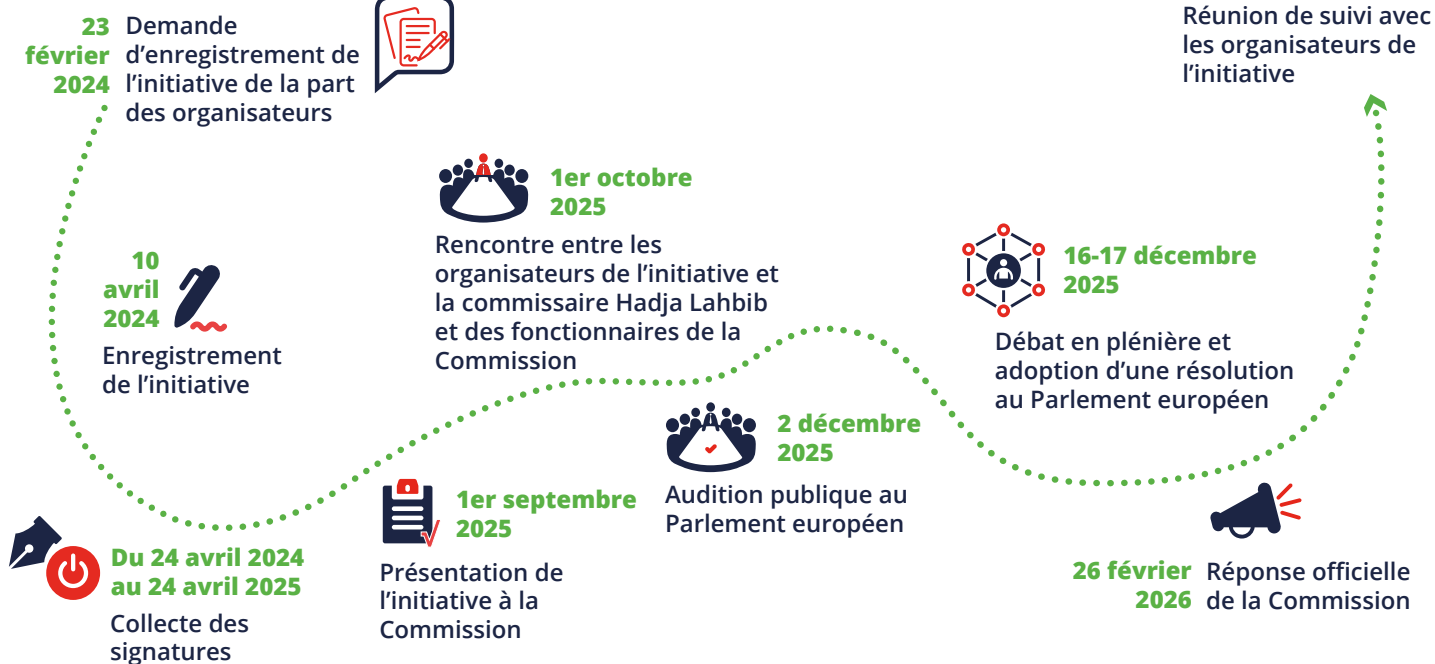 23
février
2024
Demande
d’enregistrement de
l’initiative de la part
des organisateurs
10
avril
2024
Enregistrement
de l’initiative
Du 24 avril 2024
au 24 avril 2025
Collecte des
signatures
1er septembre
2025
Présentation de
l’initiative à la
Commission
1er octobre
2025
Rencontre entre les
organisateurs de l’initiative et
la commissaire Hadja Lahbib
et des fonctionnaires de la
Commission
2 décembre
2025
Audition publique au
Parlement européen
16-17 décembre
2025
Débat en plénière et
adoption d’une résolution
au Parlement européen
26 février
2026
Réponse officielle
de la Commission
Réunion de suivi avec
les organisateurs de
l’initiative